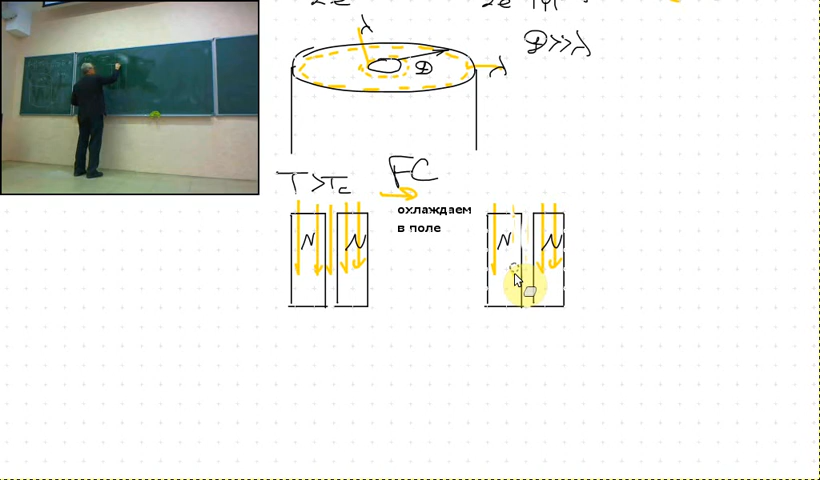 λ
D>>λ
D
λ
T>Tc
FC
охлаждаем
в поле
N N
N N